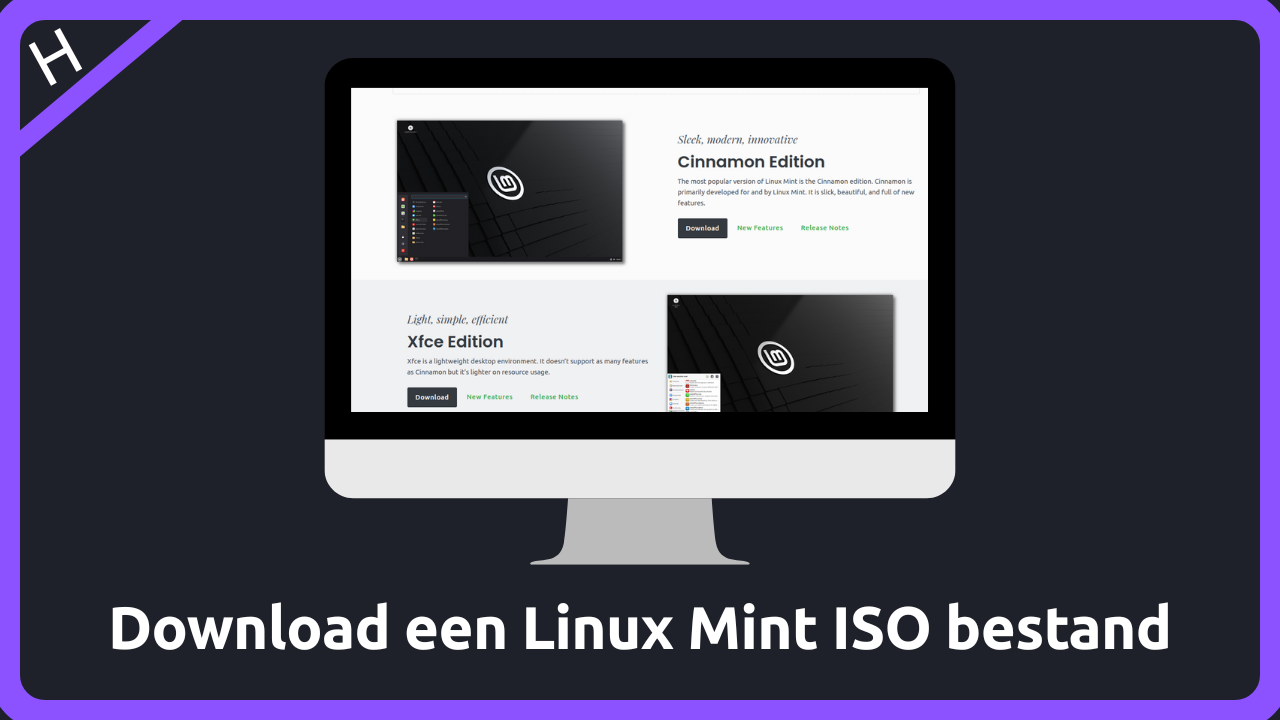 H
Sleek, modern, innovative
Cinnamon Edition
The most popular version of Linux Mint is the Cinnamon edition. Cinnamon is
primarily developed for and by Linux Mint. It is slick, beautiful, and full of new
features.
Download New Features Release Notes
Light, simple, efficient
Xfce Edition
Xfce is a lightweight desktop environment. It doesn't support as many features
as Cinnamon but it's lighter on resource usage.
Download New Features Release Notes
Download een Linux Mint ISO bestand